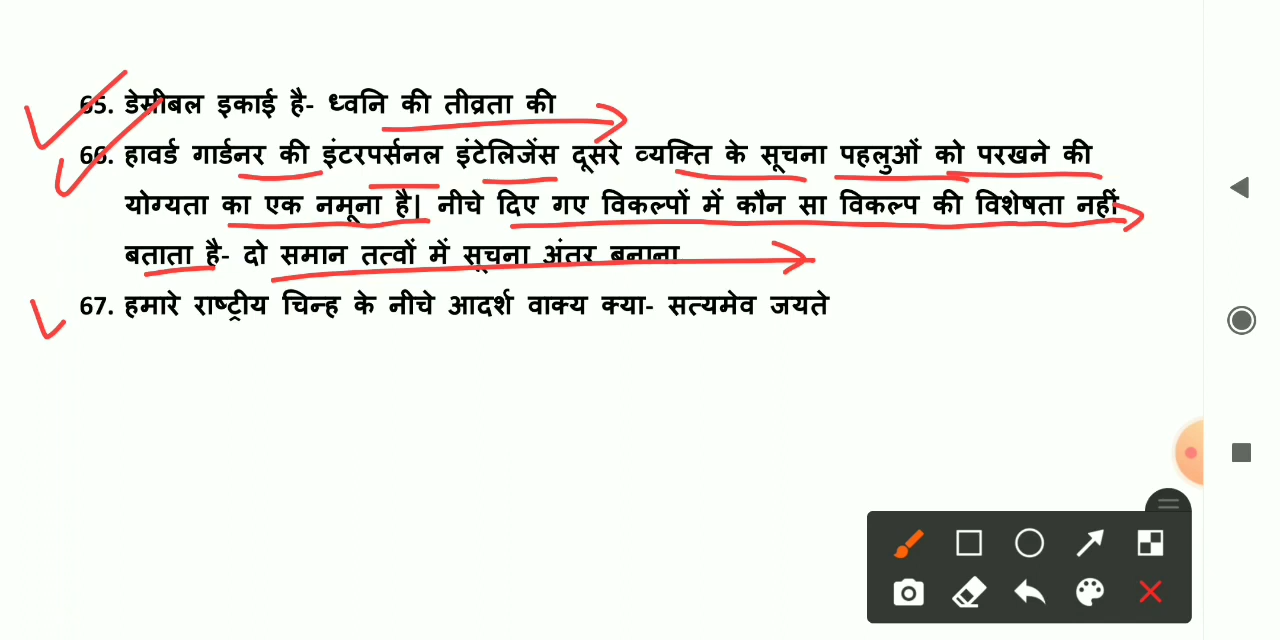 65. डेसीबल इकाई है- ध्वनि की तीव्रता की
66. हावर्ड गार्डनर की इंटरपर्सनल इंटेलिजेंस दूसरे व्यक्ति के सूचना पहलुओं को परखने की
योग्यता का एक नमूना है| नीचे दिए गए विकल्पों में कौन सा विकल्प की विशेषता नहीं
बताता है- दो समान तत्वों में सूचना अंतर बनाना
67. हमारे राष्ट्रीय चिन्ह के नीचे आदर्श वाक्य क्या- सत्यमेव जयते